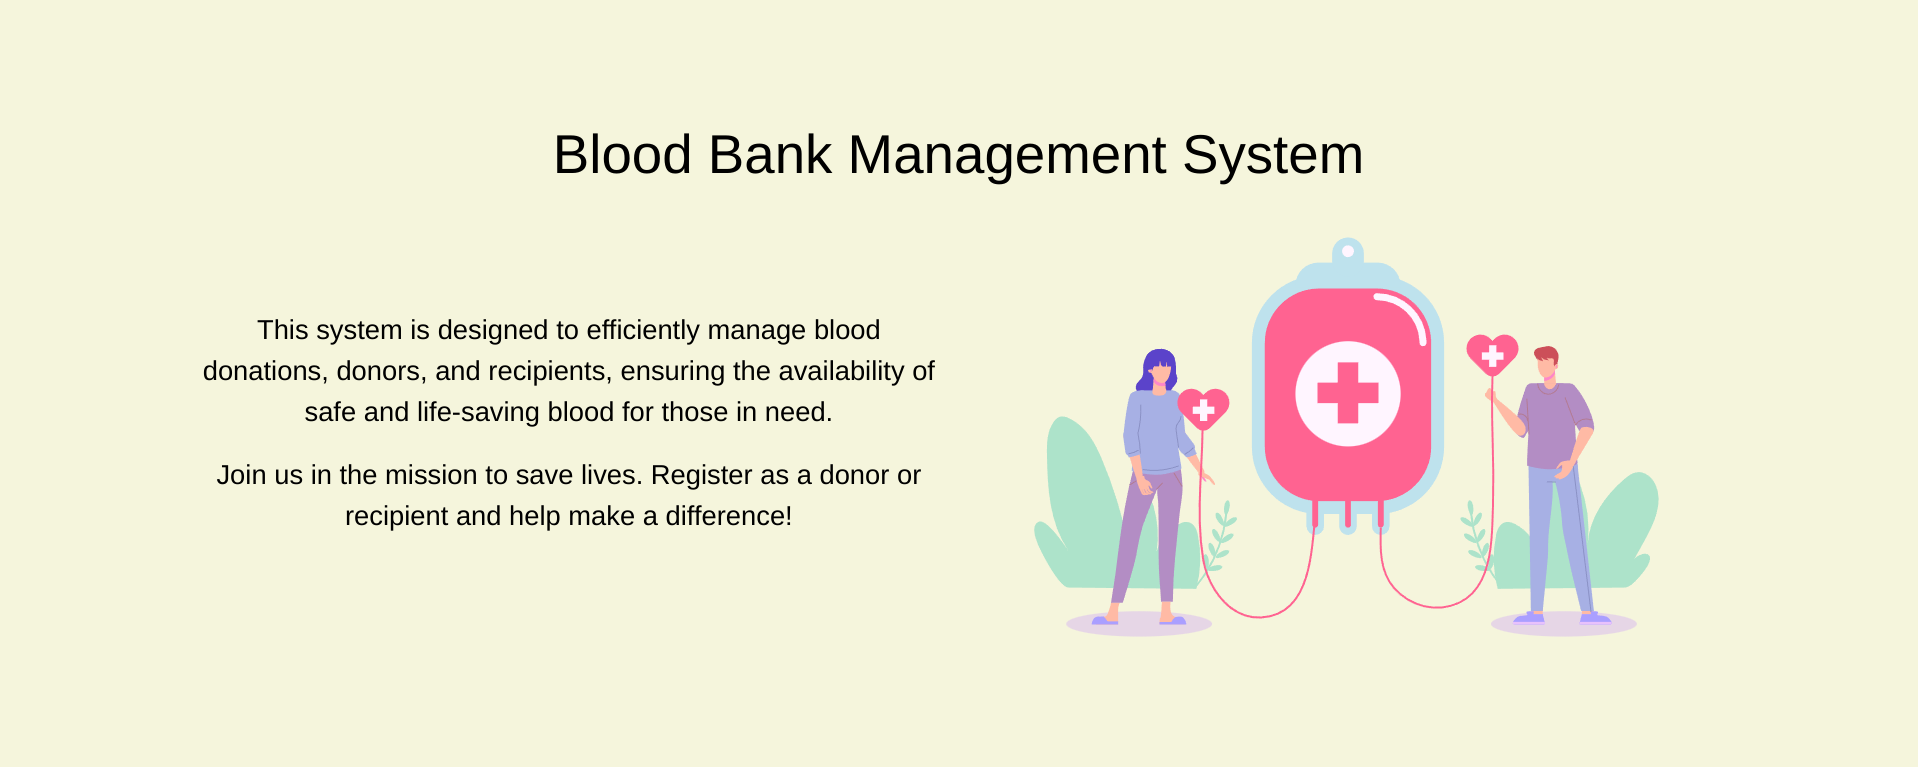 Blood Bank Management System
This system is designed to efficiently manage blood
donations, donors, and recipients, ensuring the availability of
safe and life-saving blood for those in need.
Join us in the mission to save lives. Register as a donor or
recipient and help make a difference!